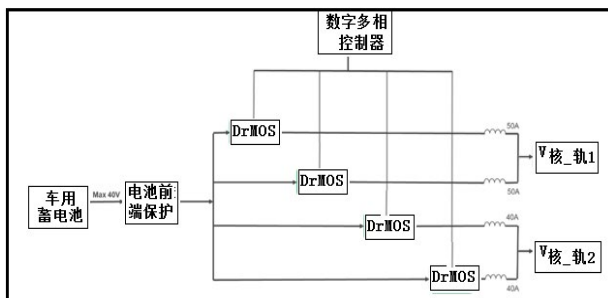 数字多相
控制器
DrMOS
50A
V核_轨1
DrMOS
50A
车用
蓄电池
Max 40V
电池前
端保护
DrMOS
40A
V核_轨2
DrMOS
40A